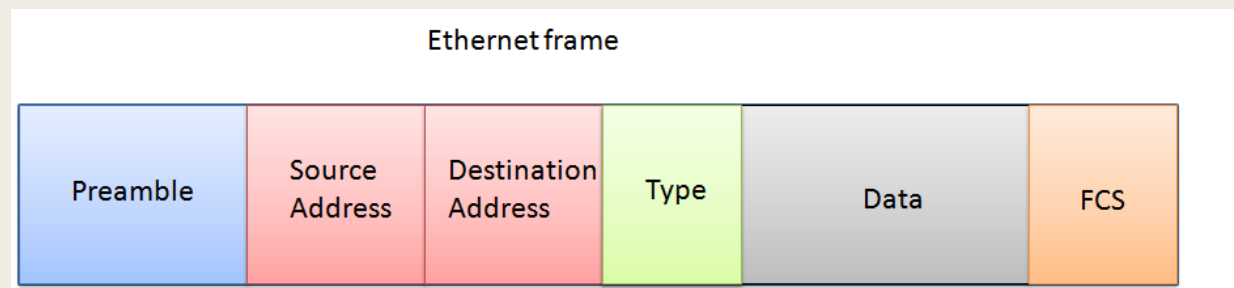 Ethernet frame
Preamble
Source
Address
Destination
Address
Type
Data
FCS